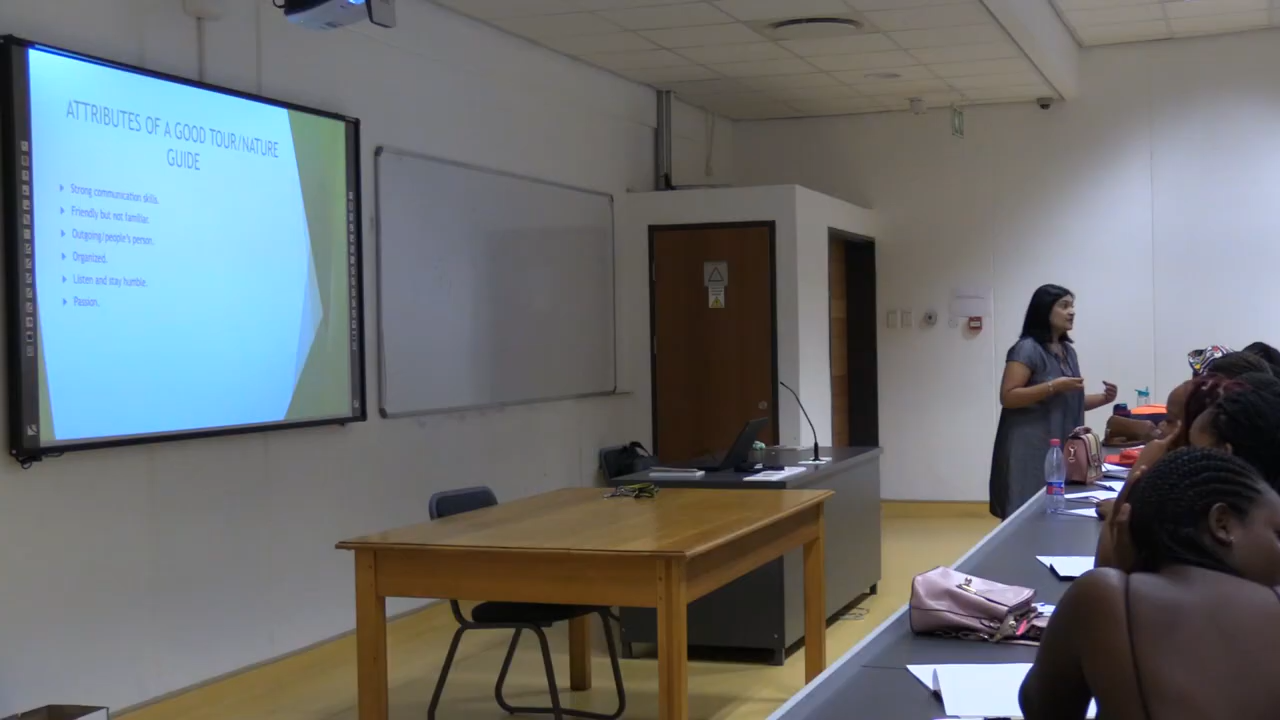 ATTRIBUTES OF A GOOD TOUR/NATURE
GUIDE
Strong communication skills.
Friendly but not familiar.
Outgoing/people's person.
Organized.
Listen and stay humble.
Passion.